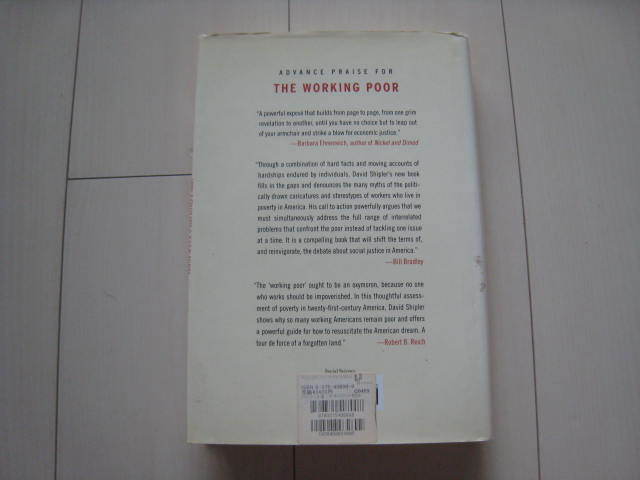 ADVANCE PRAISE FOR
THE WORKING POOR
"A powerful exposé that builds from page to page, from one grim
revelation to another, until you have no choice but to leap out
of your armchair and strike a blow for economic justice."
—Barbara Ehrenreich, author of Nickel and Dimed
"Through a combination of hard facts and moving accounts of
hardships endured by individuals, David Shipler's new book
fills in the gaps and denounces the many myths of the politi-
cally drawn caricatures and stereotypes of workers who live in
poverty in America. His call to action powerfully argues that we
must simultaneously address the full range of interrelated
problems that confront the poor instead of tackling one issue
at a time. It is a compelling book that will shift the terms of,
and reinvigorate, the debate about social justice in America."
—Bill Bradley
"The 'working poor' ought to be an oxymoron, because no one
who works should be impoverished. In this thoughtful assess-
ment of poverty in twenty-first-century America, David Shipler
shows why so many working Americans remain poor and offers
a powerful guide for how to resuscitate the American dream. A
tour de force of a forgotten land."
—Robert B. Reich
Social Science